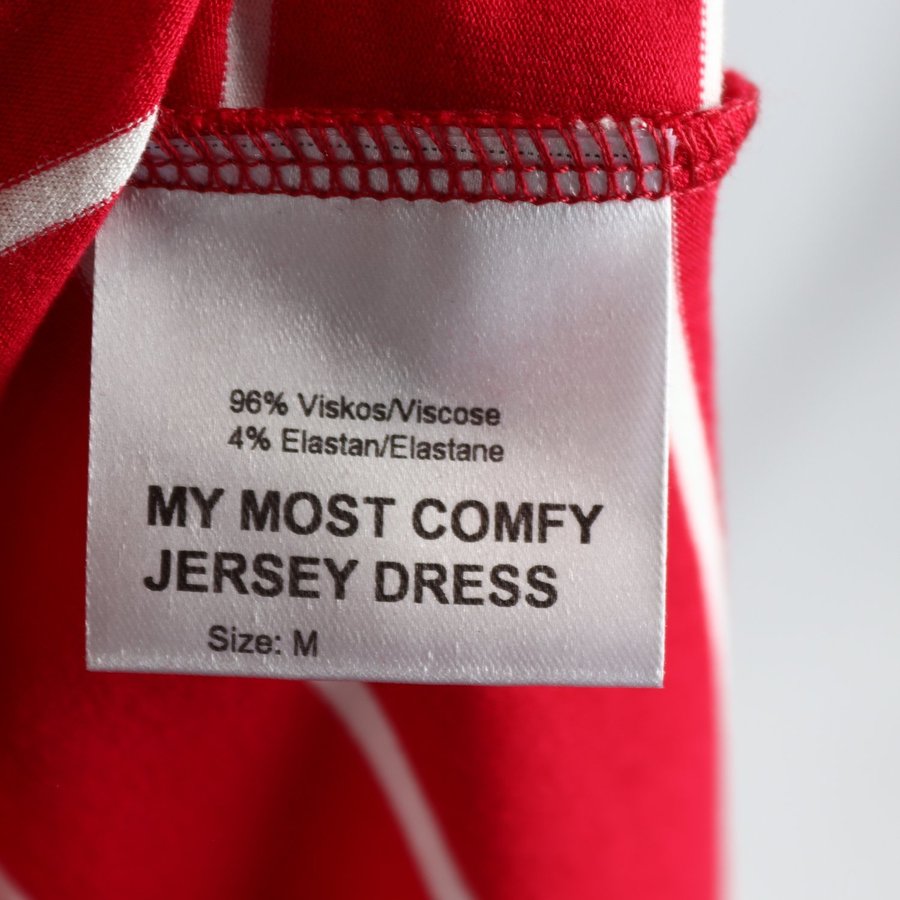 96% Viskos/Viscose
4% Elastan/Elastane
MY MOST COMFY
JERSEY DRESS
Size: M